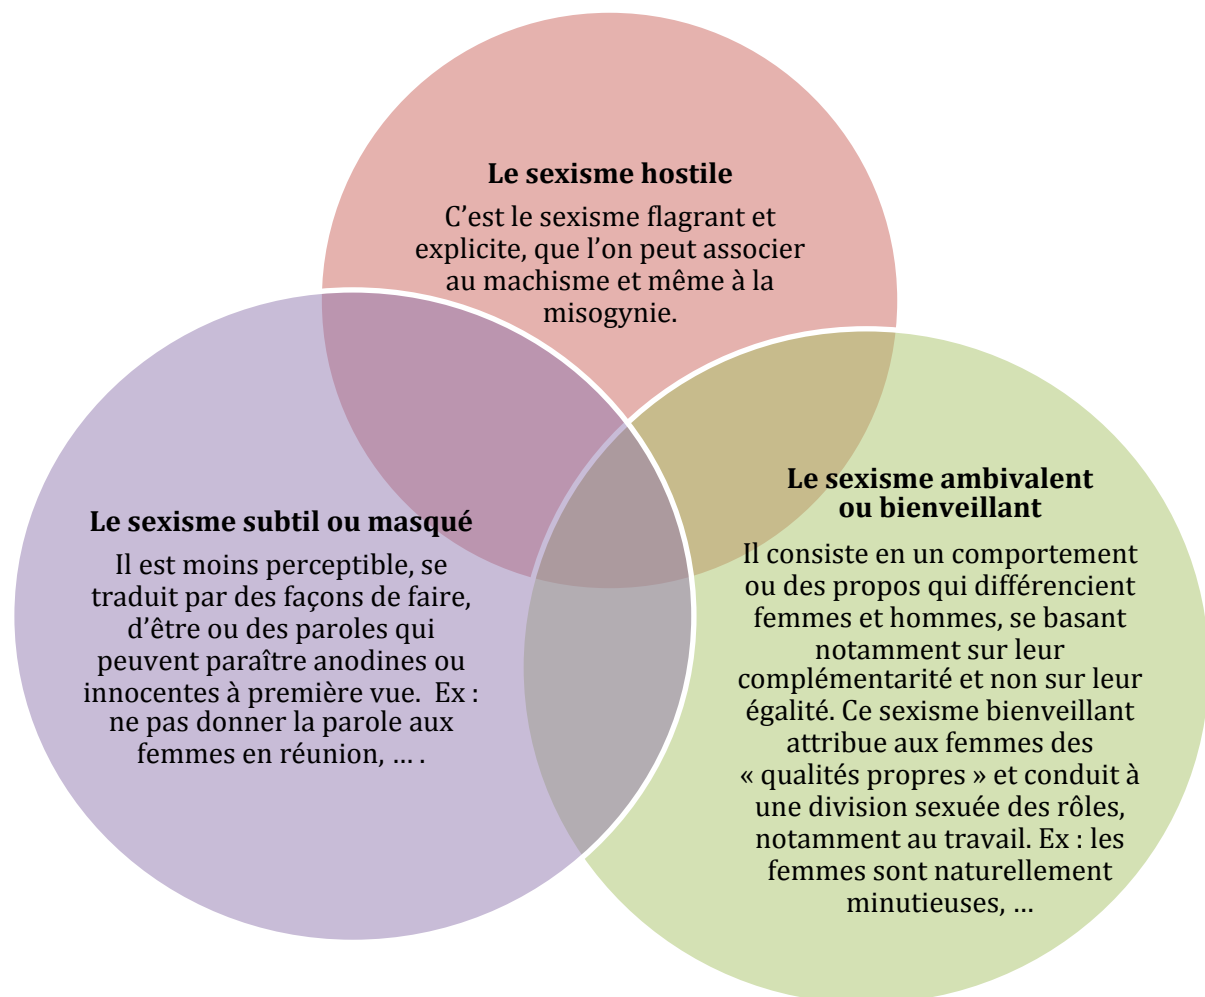 Le sexisme hostile
C’est le sexisme flagrant et
explicite, que l’on peut associer
au machisme et même à la
misogynie.
Le sexisme subtil ou masqué
Il est moins perceptible, se
traduit par des façons de faire,
d’être ou des paroles qui
peuvent paraître anodines ou
innocentes à première vue.  Ex :
ne pas donner la parole aux
femmes en réunion, … .
Le sexisme ambivalent
ou bienveillant
Il consiste en un comportement
ou des propos qui différencient
femmes et hommes, se basant
notamment sur leur
complémentarité et non sur leur
égalité. Ce sexisme bienveillant
attribue aux femmes des
« qualités propres » et conduit à
une division sexuée des rôles,
notamment au travail. Ex : les
femmes sont naturellement
minutieuses, …